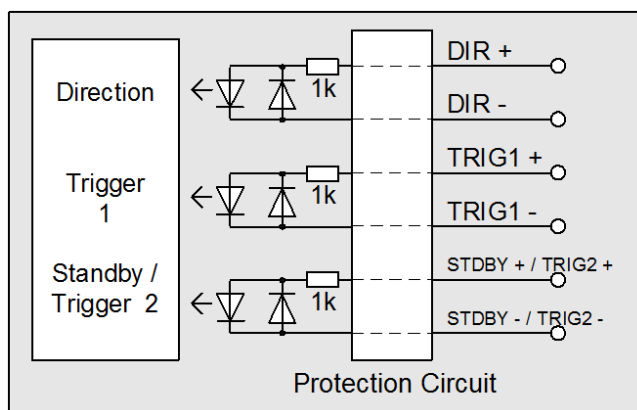 DIR +
Direction
1k
DIR -
TRIG1 +
Trigger
1
1k
TRIG1 -
STDBY + / TRIG2 +
Standby /
Trigger 2
1k
STDBY - / TRIG2 -
Protection Circuit